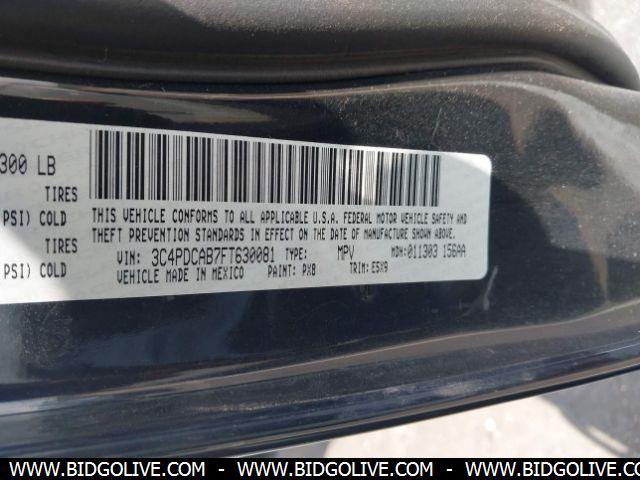 300 LB
TIRES
PSI) COLD
TIRES
PSI) COLD
THIS VEHICLE CONFORMS TO ALL APPLICABLE U.S.A. FEDERAL MOTOR VEHICLE SAFETY AND
THEFT PREVENTION STANDARDS IN EFFECT ON THE DATE OF MANUFACTURE SHOWN ABOVE.
VIN: 3C4PDCAB7FT630081 TYPE: MPV MDH:011303 156AA
VEHICLE MADE IN MEXICO PAINT: PX8 TRIM: E5X9
WWW.BIDGOLIVE.COM - WWW.BIDGOLIVE.COM - WWW.BIDGOLIVE.COM